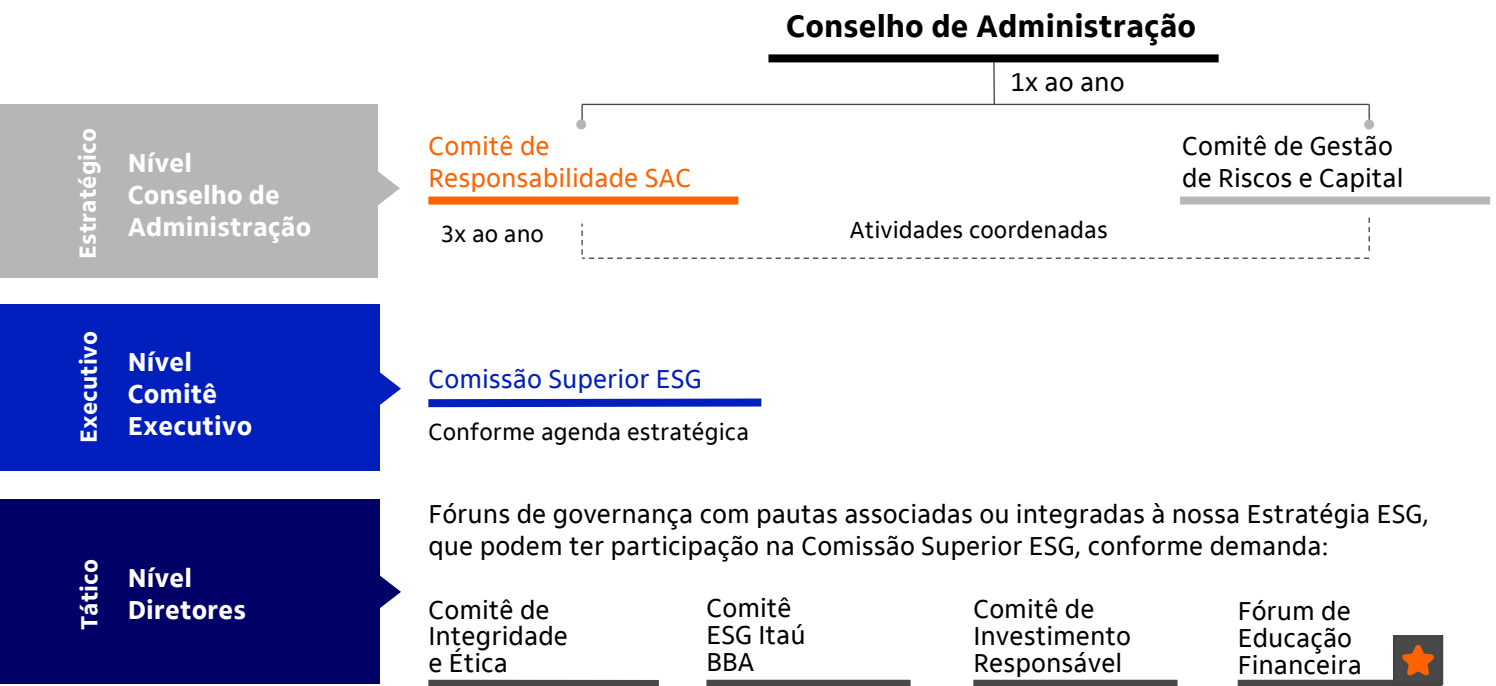 Conselho de Administração
1x ao ano
Estratégico
Nível
Conselho de
Administração
Comitê de
Responsabilidade SAC
3x ao ano
Comitê de Gestão
de Riscos e Capital
Atividades coordenadas
Executivo
Nível
Comitê
Executivo
Comissão Superior ESG
Conforme agenda estratégica
Tático
Nível
Diretores
Fóruns de governança com pautas associadas ou integradas à nossa Estratégia ESG,
que podem ter participação na Comissão Superior ESG, conforme demanda:
Comitê de
Integridade
e Ética
Comitê
ESG Itaú
BBA
Comitê de
Investimento
Responsável
Fórum de
Educação
Financeira